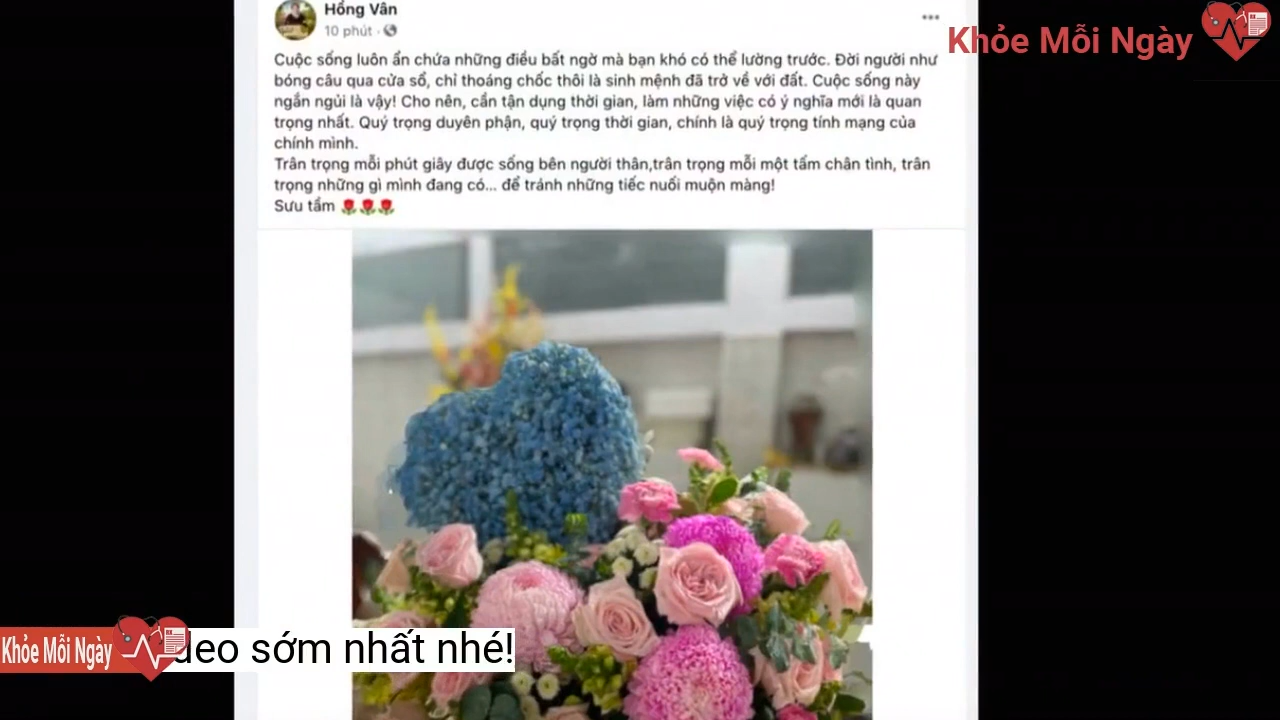 Hồng Vân
10 phút ·
Khỏe Mỗi Ngày
Cuộc sống luôn ẩn chứa những điều bất ngờ mà bạn khó có thể lường trước. Đời người như
bóng câu qua cửa sổ, chỉ thoáng chốc thôi là sinh mệnh đã trở về với đất. Cuộc sống này
ngắn ngủi là vậy! Cho nên, cần tận dụng thời gian, làm những việc có ý nghĩa mới là quan
trọng nhất. Quý trọng duyên phận, quý trọng thời gian, chính là quý trọng tính mạng của
chính mình.
Trân trọng mỗi phút giây được sống bên người thân,trân trọng mỗi một tấm chân tình, trân
trọng những gì mình đang có... để tránh những tiếc nuối muộn màng!
Sưu tầm 🌹🌹🌹
Khỏe Mỗi Ngày
deo sớm nhất nhé!